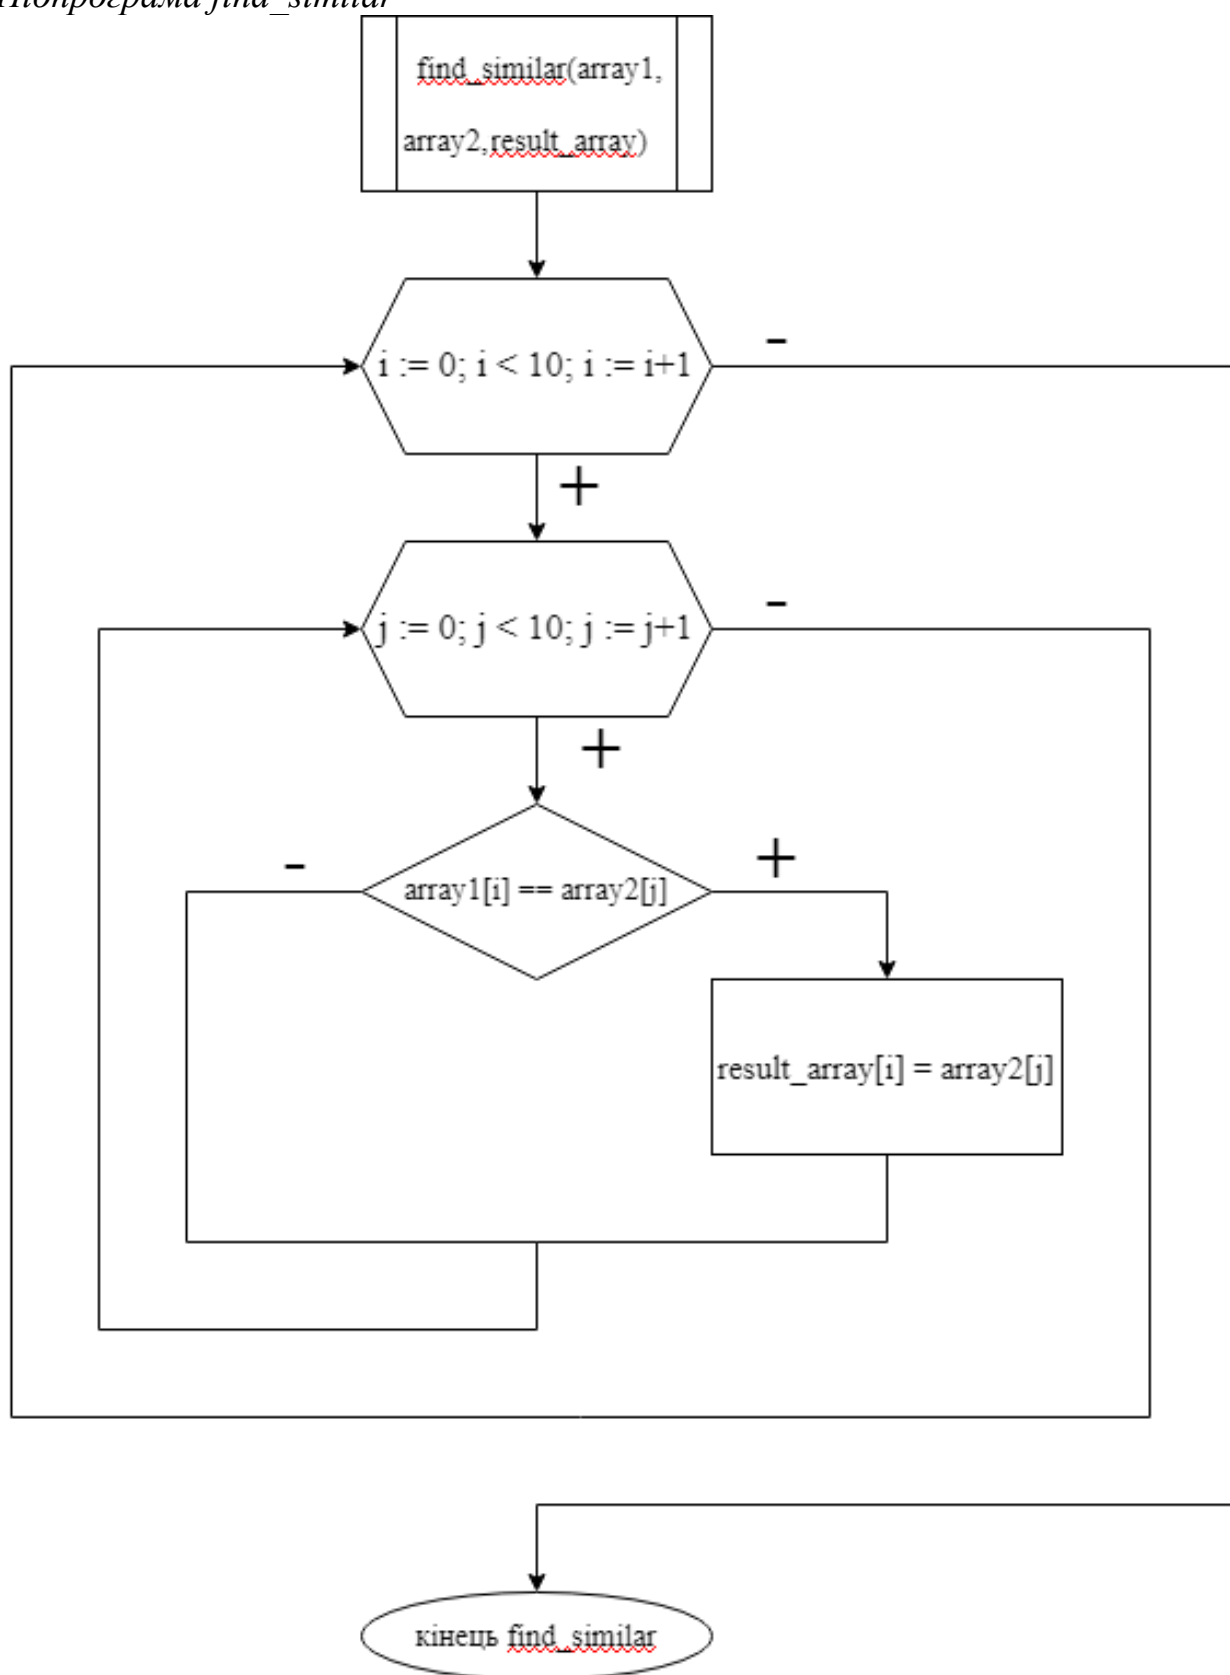 Підпрограма find_similar
find_similar(array1,
array2,result_array)
i := 0; i < 10; i := i+1
-
+
j := 0; j < 10; j := j+1
-
+
array1[i] == array2[j]
-
+
result_array[i] = array2[j]
кінець find_similar